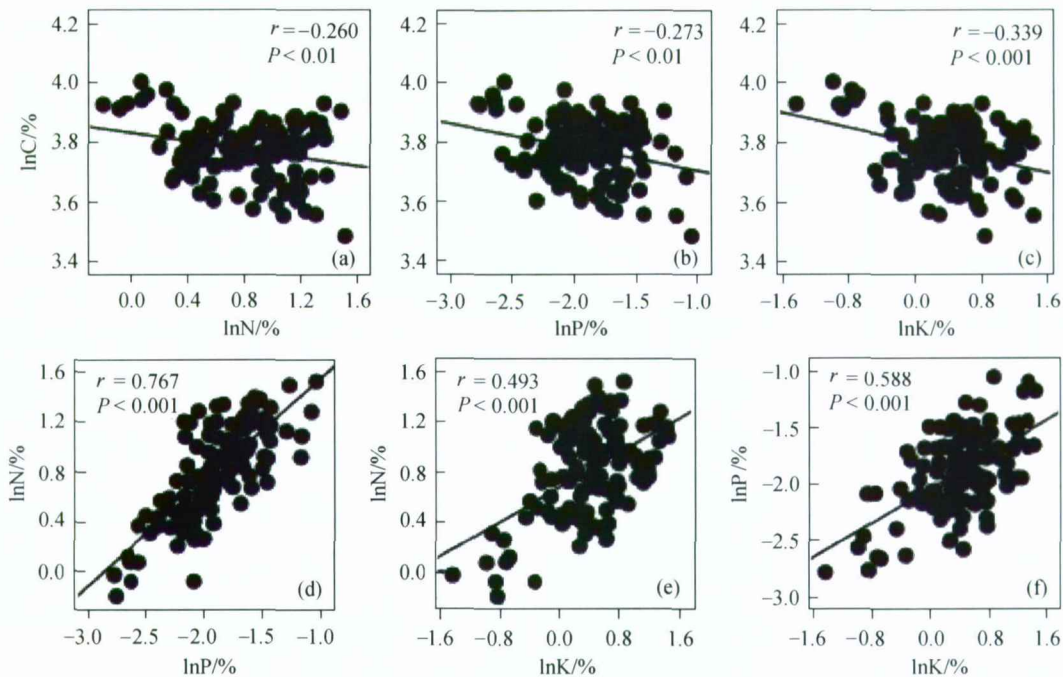 4.2
4.0
3.8
3.6
3.4
lnC/%
r = −0.260
P < 0.01
(a)
0.0 0.4 0.8 1.2 1.6
lnN/%
4.2
4.0
3.8
3.6
3.4
r = −0.273
P < 0.01
(b)
−3.0 −2.5 −2.0 −1.5 −1.0
lnP/%
4.2
4.0
3.8
3.6
3.4
r = −0.339
P < 0.001
(c)
−1.6 −0.8 0.0 0.8 1.6
lnK/%
1.6
1.2
0.8
0.4
0.0
lnN/%
r = 0.767
P < 0.001
(d)
−3.0 −2.5 −2.0 −1.5 −1.0
lnP/%
1.6
1.2
0.8
0.4
0.0
lnN/%
r = 0.493
P < 0.001
(e)
−1.6 −0.8 0.0 0.8 1.6
lnK/%
−1.0
−1.5
−2.0
−2.5
−3.0
lnP/%
r = 0.588
P < 0.001
(f)
−1.6 −0.8 0.0 0.8 1.6
lnK/%